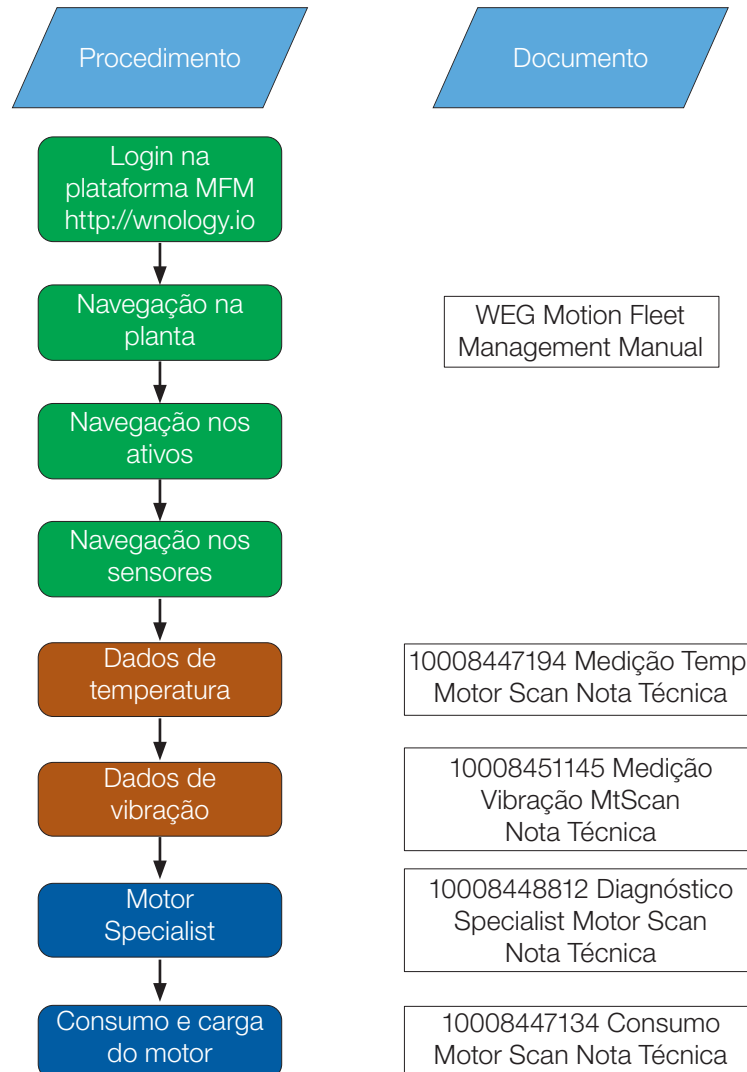 Procedimento
Documento
Login na
plataforma MFM
http://wnology.io
Navegação na
planta
WEG Motion Fleet
Management Manual
Navegação nos
ativos
Navegação nos
sensores
Dados de
temperatura
10008447194 Medição Temp
Motor Scan Nota Técnica
Dados de
vibração
10008451145 Medição
Vibração MtScan
Nota Técnica
Motor
Specialist
10008448812 Diagnóstico
Specialist Motor Scan
Nota Técnica
Consumo e carga
do motor
10008447134 Consumo
Motor Scan Nota Técnica